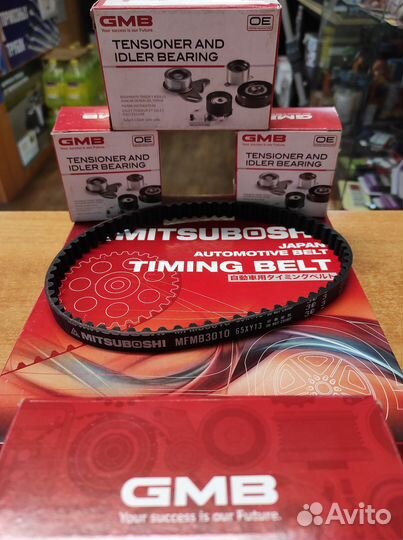 GMB
Your success is our Future.
OE
TENSIONER AND
IDLER BEARING
GMB
OE
TENSIONER AND
IDLER BEARING
GMB
OE
TENSIONER AND
IDLER BEARING
MITSUBOSHI
JAPAN
AUTOMOTIVE BELT
TIMING BELT
自動車用タイミングベルト
MITSUBOSHI MFMB3010 65XY13
GMB
Your success is our Future.
Avito